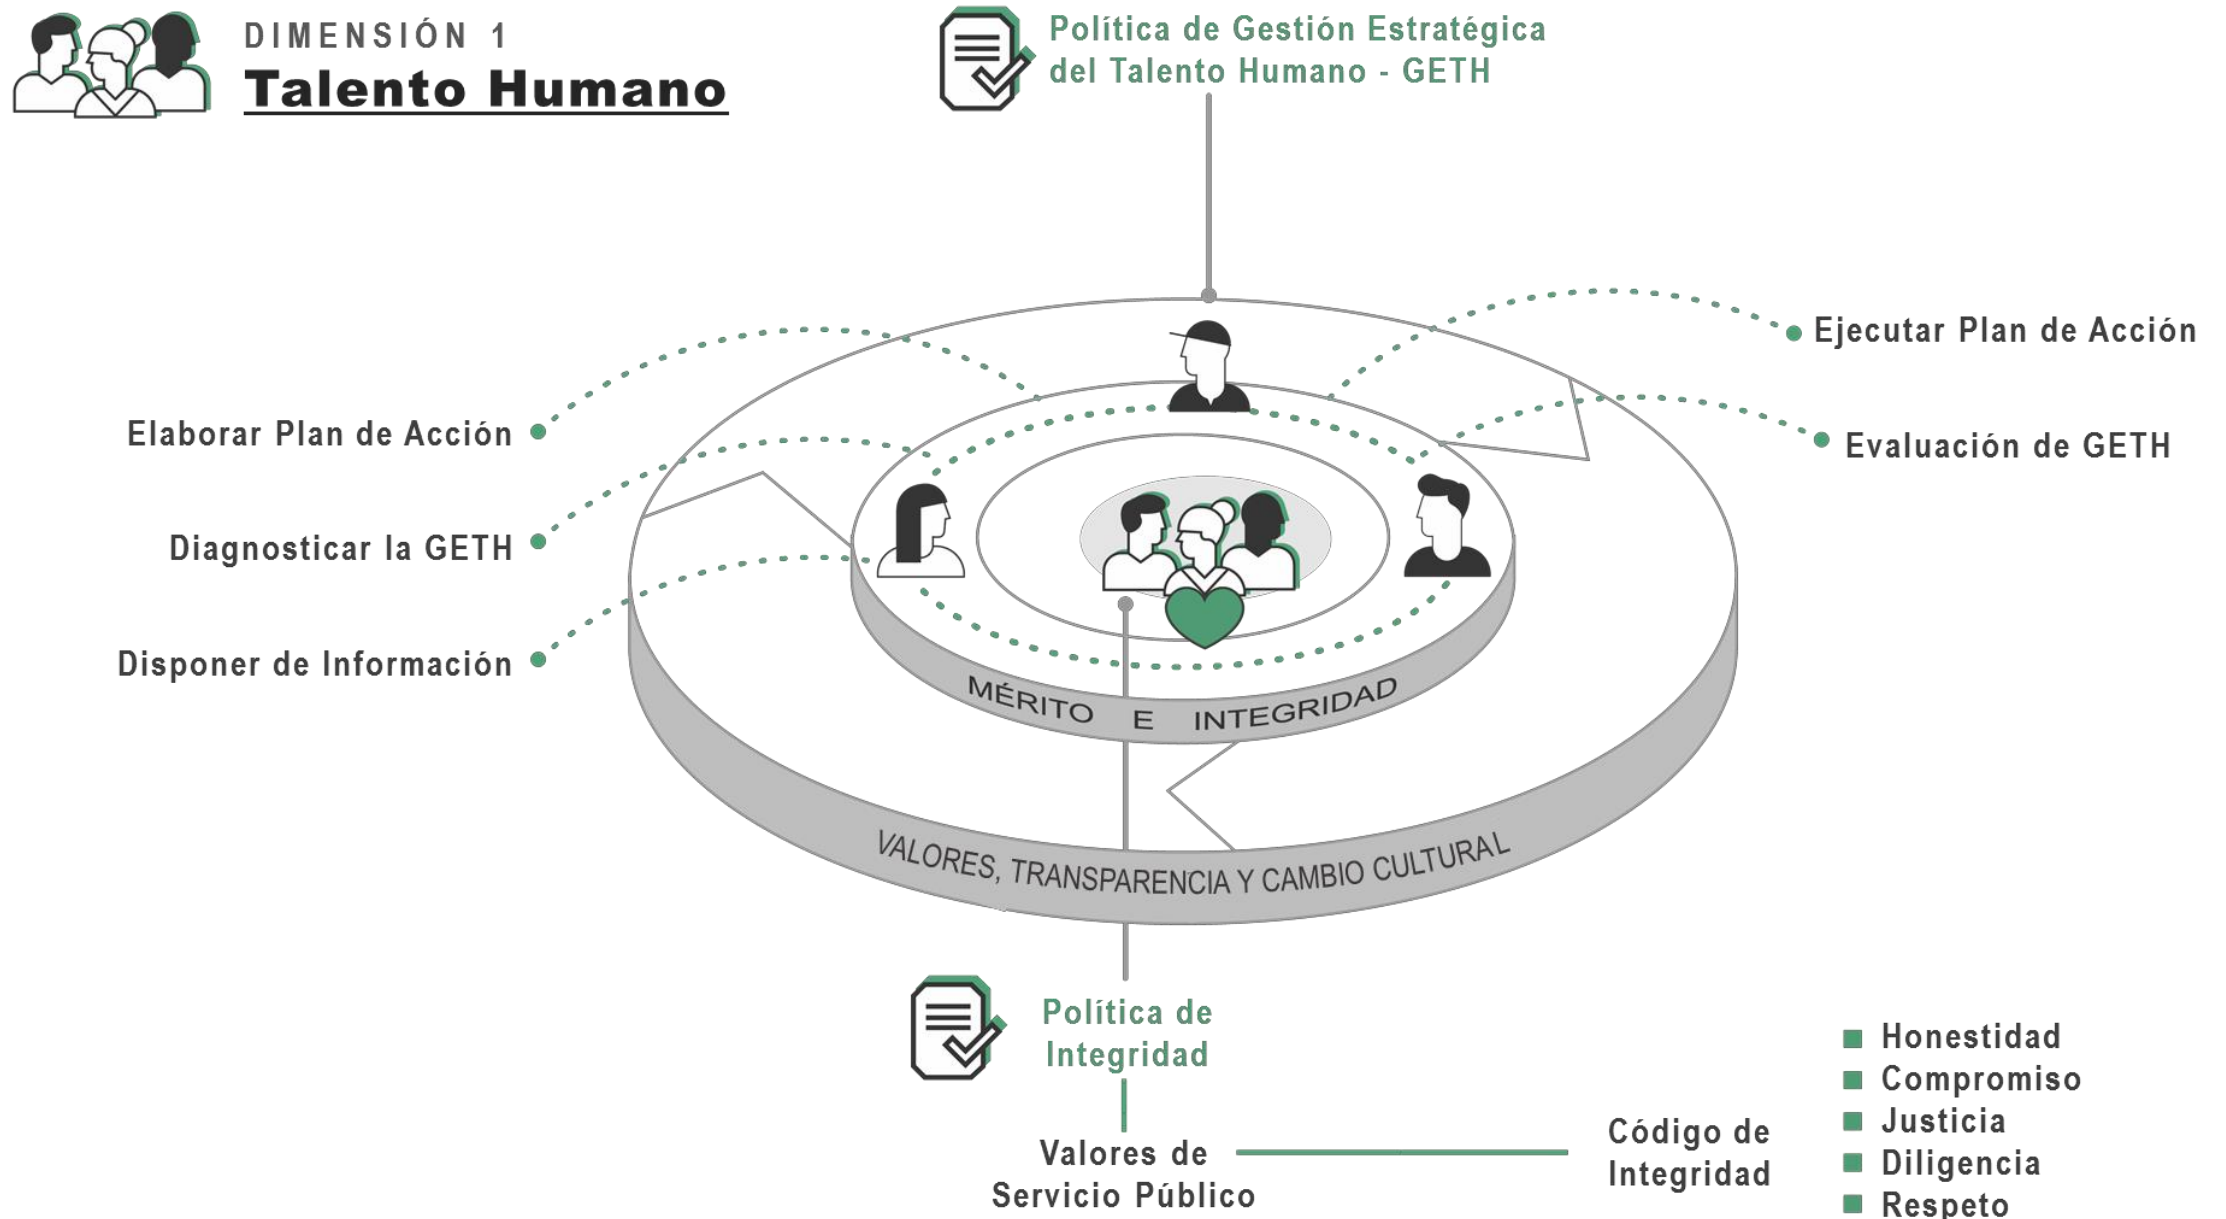 DIMENSIÓN 1
Talento Humano
Política de Gestión Estratégica
del Talento Humano - GETH
Elaborar Plan de Acción
Diagnosticar la GETH
Disponer de Información
Ejecutar Plan de Acción
Evaluación de GETH
MÉRITO E INTEGRIDAD
VALORES, TRANSPARENCIA Y CAMBIO CULTURAL
Política de
Integridad
Valores de
Servicio Público
Código de
Integridad
Honestidad
Compromiso
Justicia
Diligencia
Respeto